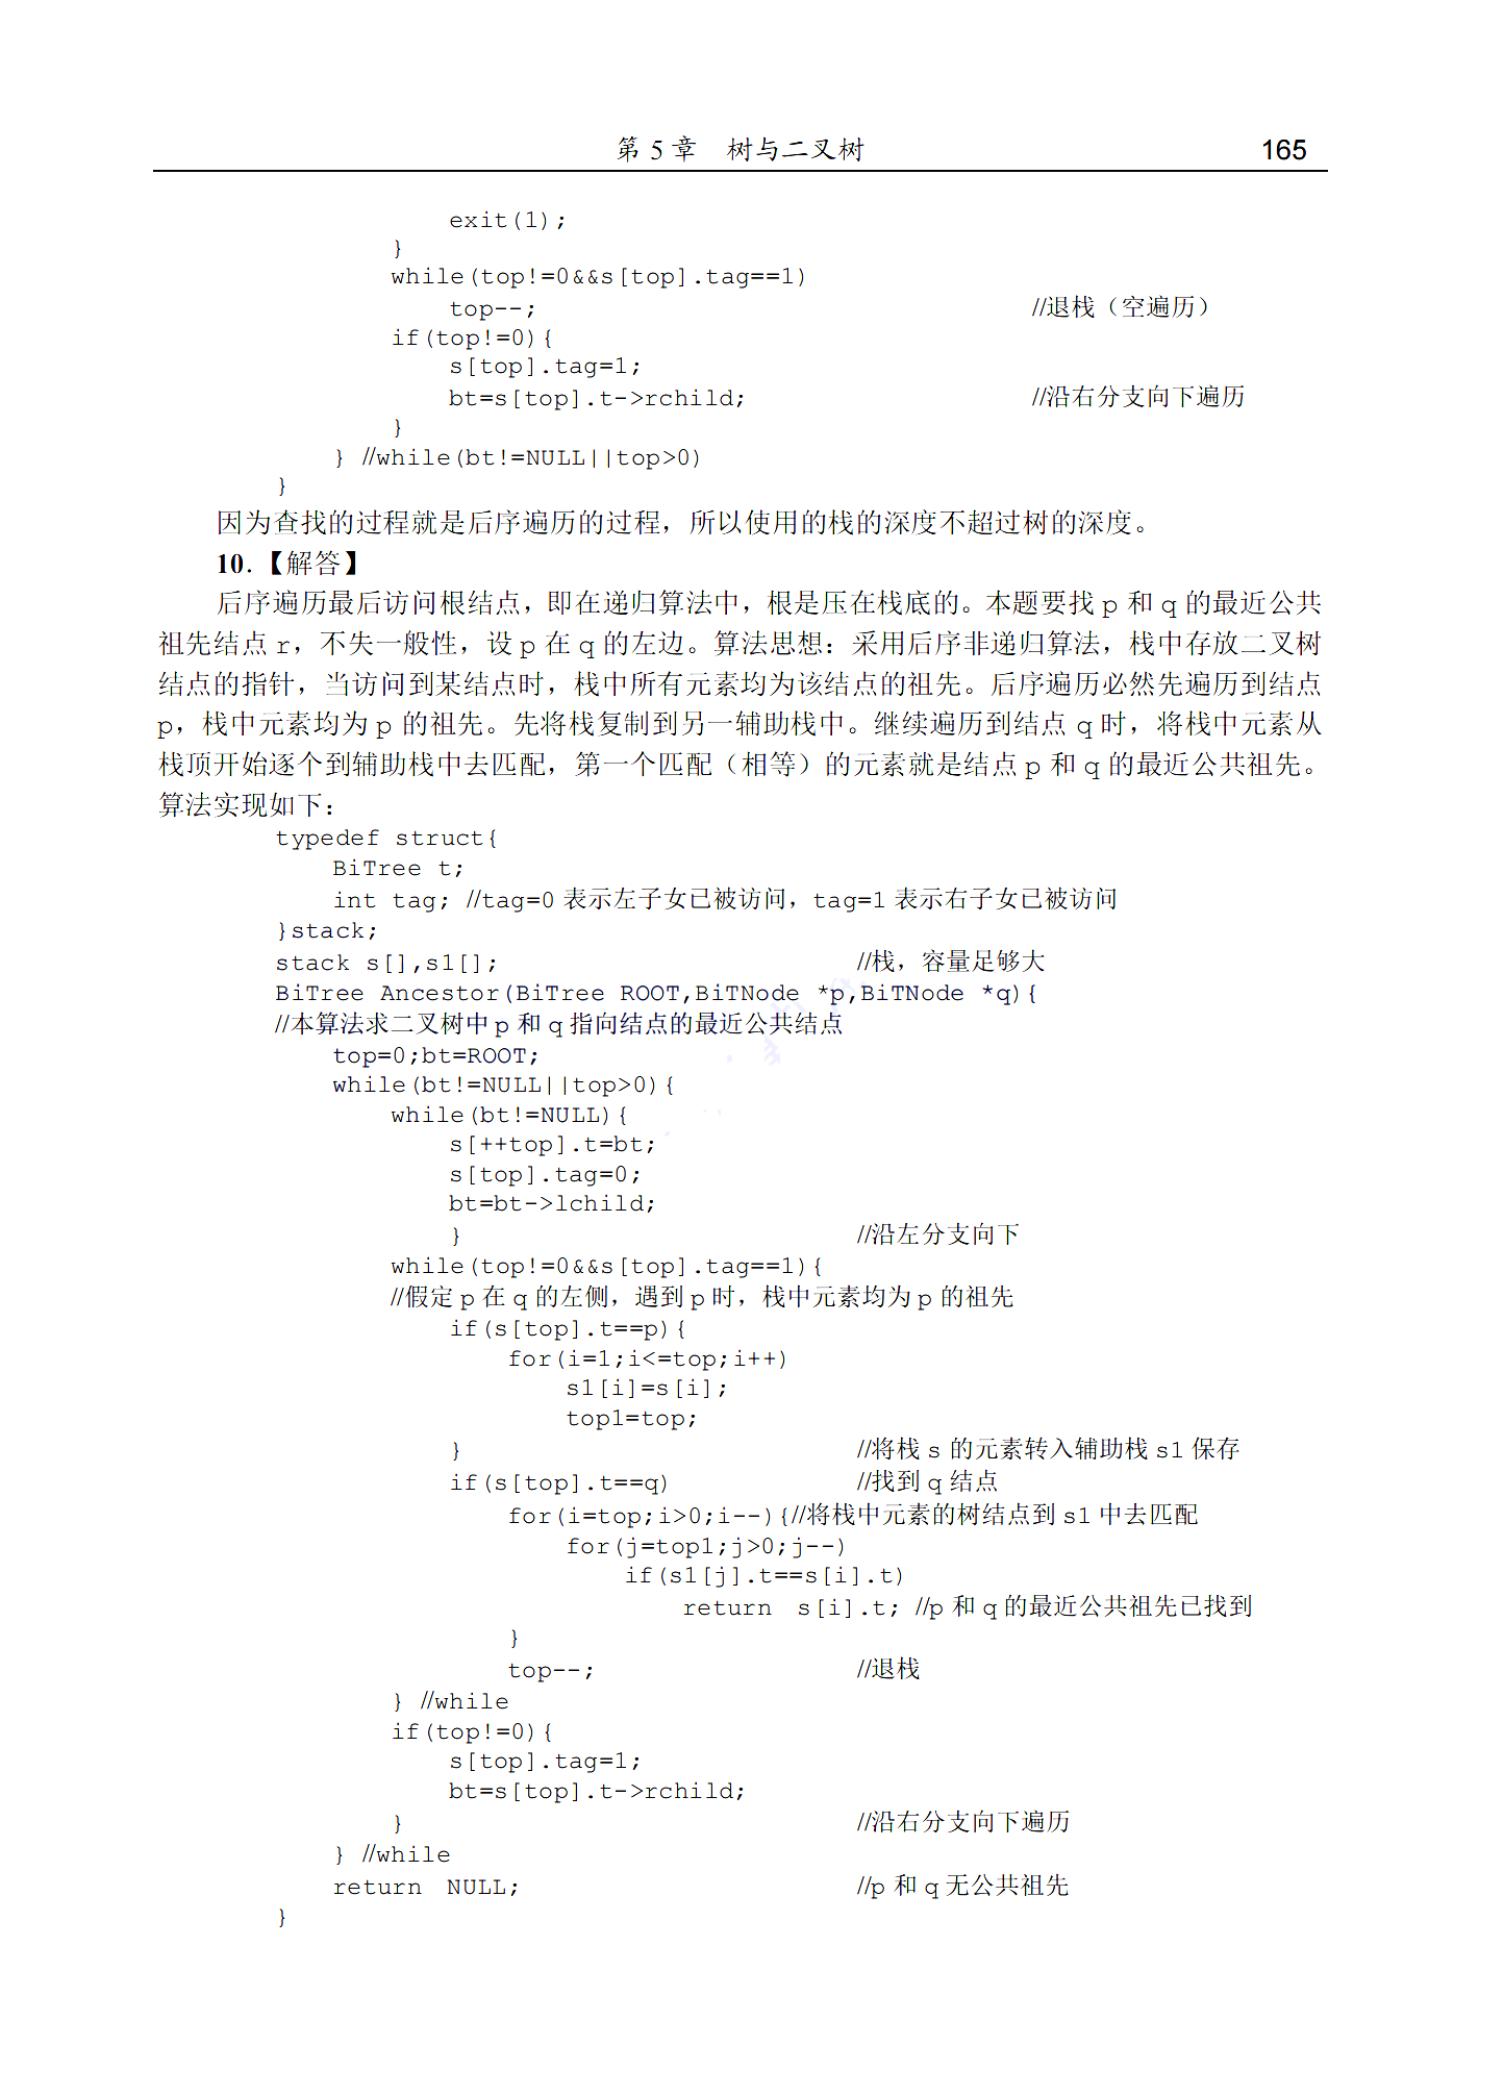 第 5 章 树与二叉树 165
exit(1);
}
while(top!=0&&s[top].tag==1)
top--; //退栈（空遍历）
if(top!=0){
s[top].tag=1;
bt=s[top].t->rchild; //沿右分支向下遍历
}
} //while(bt!=NULL||top>0)
}
因为查找的过程就是后序遍历的过程，所以使用的栈的深度不超过树的深度。
10.【解答】
后序遍历最后访问根结点，即在递归算法中，根是压在栈底的。本题要找 p 和 q 的最近公共
祖先结点 r，不失一般性，设 p 在 q 的左边。算法思想：采用后序非递归算法，栈中存放二叉树
结点的指针，当访问到某结点时，栈中所有元素均为该结点的祖先。后序遍历必然先遍历到结点
p，栈中元素均为 p 的祖先。先将栈复制到另一辅助栈中。继续遍历到结点 q 时，将栈中元素从
栈顶开始逐个到辅助栈中去匹配，第一个匹配（相等）的元素就是结点 p 和 q 的最近公共祖先。
算法实现如下：
typedef struct{
BiTree t;
int tag; //tag=0 表示左子女已被访问，tag=1 表示右子女已被访问
}stack;
stack s[],s1[]; //栈，容量足够大
BiTree Ancestor(BiTree ROOT,BiTNode *p,BiTNode *q){
//本算法求二叉树中 p 和 q 指向结点的最近公共结点
top=0;bt=ROOT;
while(bt!=NULL||top>0){
while(bt!=NULL){
s[++top].t=bt;
s[top].tag=0;
bt=bt->lchild;
} //沿左分支向下
while(top!=0&&s[top].tag==1){
//假定 p 在 q 的左侧，遇到 p 时，栈中元素均为 p 的祖先
if(s[top].t==p){
for(i=1;i<=top;i++)
s1[i]=s[i];
top1=top;
} //将栈 s 的元素转入辅助栈 s1 保存
if(s[top].t==q) //找到 q 结点
for(i=top;i>0;i--){//将栈中元素的树结点到 s1 中去匹配
for(j=top1;j>0;j--)
if(s1[j].t==s[i].t)
return s[i].t; //p 和 q 的最近公共祖先已找到
}
top--; //退栈
} //while
if(top!=0){
s[top].tag=1;
bt=s[top].t->rchild;
} //沿右分支向下遍历
} //while
return NULL; //p 和 q 无公共祖先
}